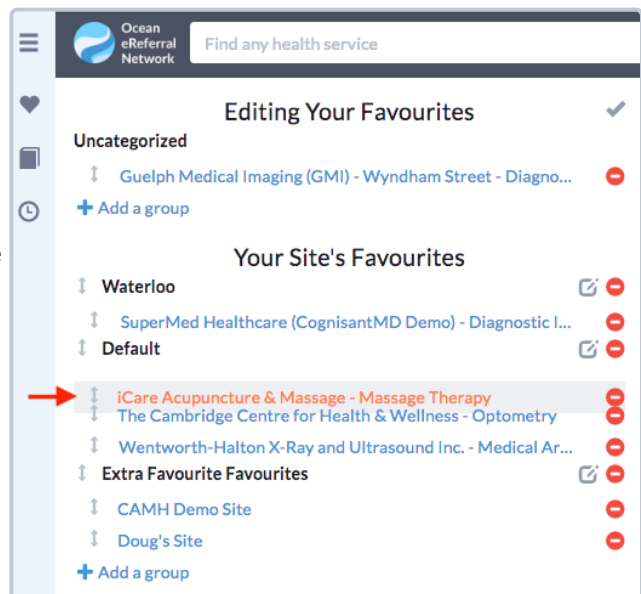 Ocean
eReferral
Network
Find any health service
Editing Your Favourites
Uncategorized
Guelph Medical Imaging (GMI) - Wyndham Street - Diagno...
Add a group
Your Site's Favourites
Waterloo
SuperMed Healthcare (CognisantMD Demo) - Diagnostic I...
Default
iCare Acupuncture & Massage - Massage Therapy
The Cambridge Centre for Health & Wellness - Optometry
Wentworth-Halton X-Ray and Ultrasound Inc. - Medical Ar...
Extra Favourite Favourites
CAMH Demo Site
Doug's Site
Add a group